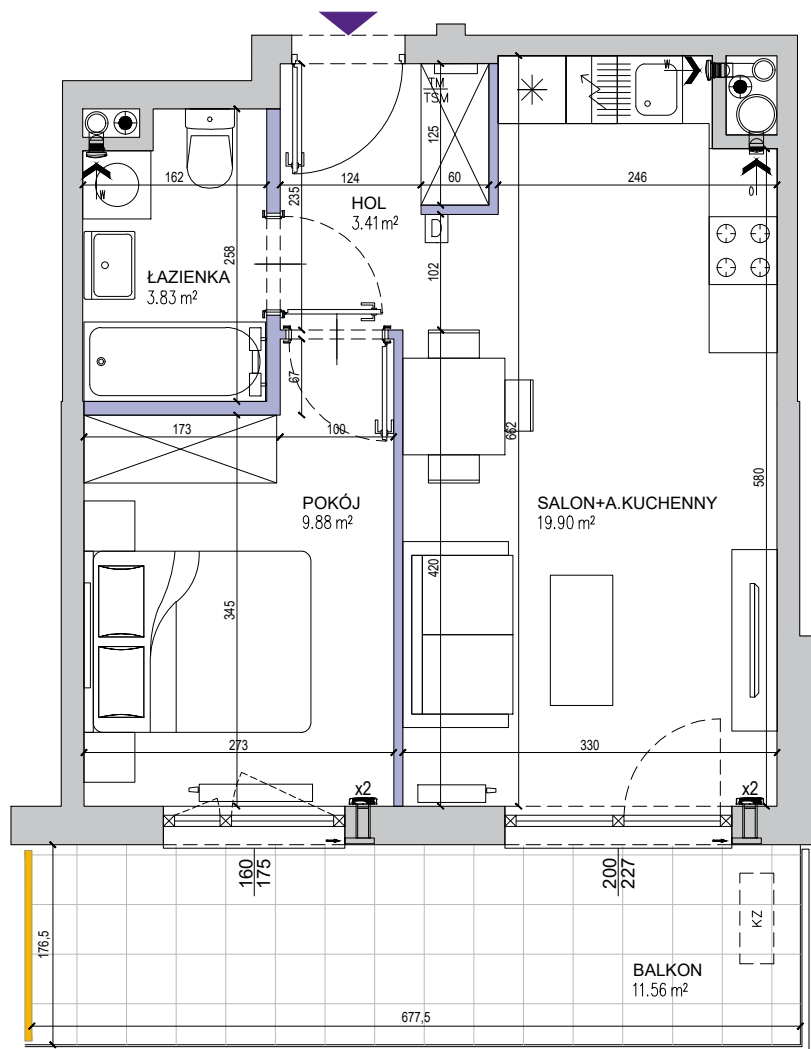 TM
TSM
W
125
162
124
60
246
W
O
235
HOL
3.41 m²
D
258
102
ŁAZIENKA
3.83 m²
67
173
100
662
580
POKÓJ
9.88 m²
SALON+A.KUCHENNY
19.90 m²
420
345
273
330
x2
x2
160
175
200
227
KZ
176,5
BALKON
11.56 m²
677,5